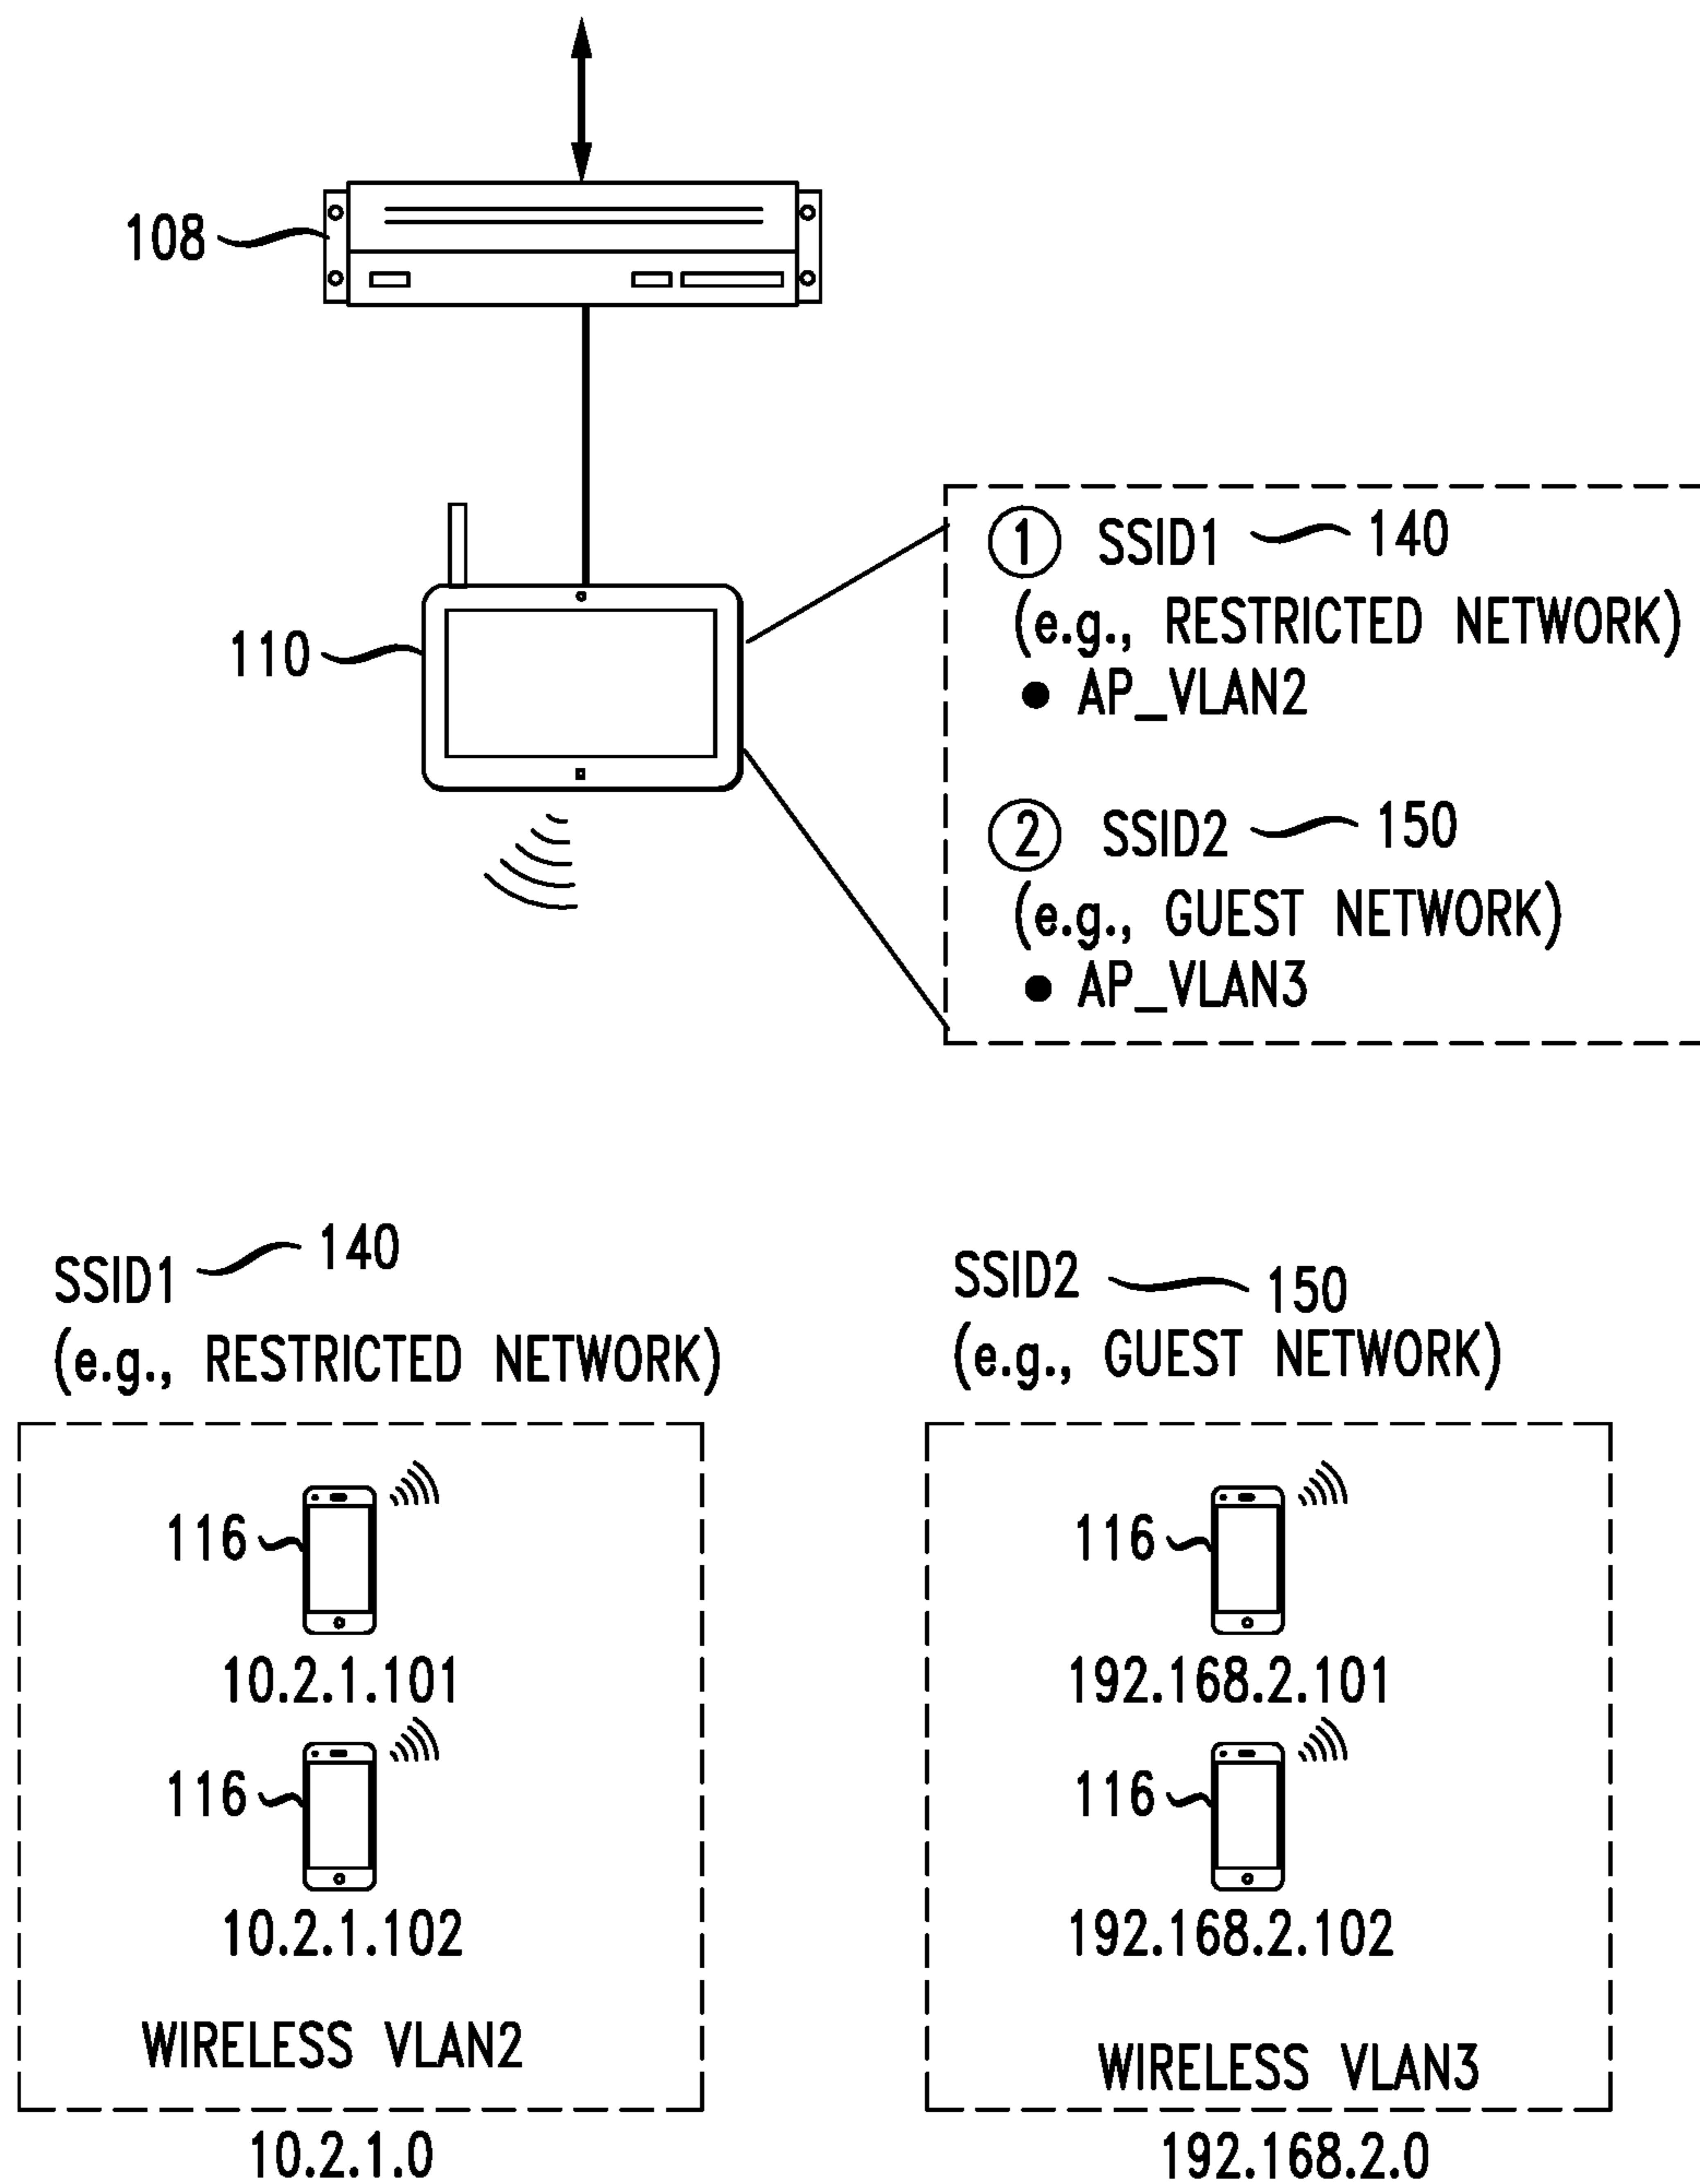 108
110
① SSID1 140
(e.g., RESTRICTED NETWORK)
• AP_VLAN2
② SSID2 150
(e.g., GUEST NETWORK)
• AP_VLAN3
SSID1 140
(e.g., RESTRICTED NETWORK)
116
10.2.1.101
116
10.2.1.102
WIRELESS VLAN2
10.2.1.0
SSID2 150
(e.g., GUEST NETWORK)
116
192.168.2.101
116
192.168.2.102
WIRELESS VLAN3
192.168.2.0